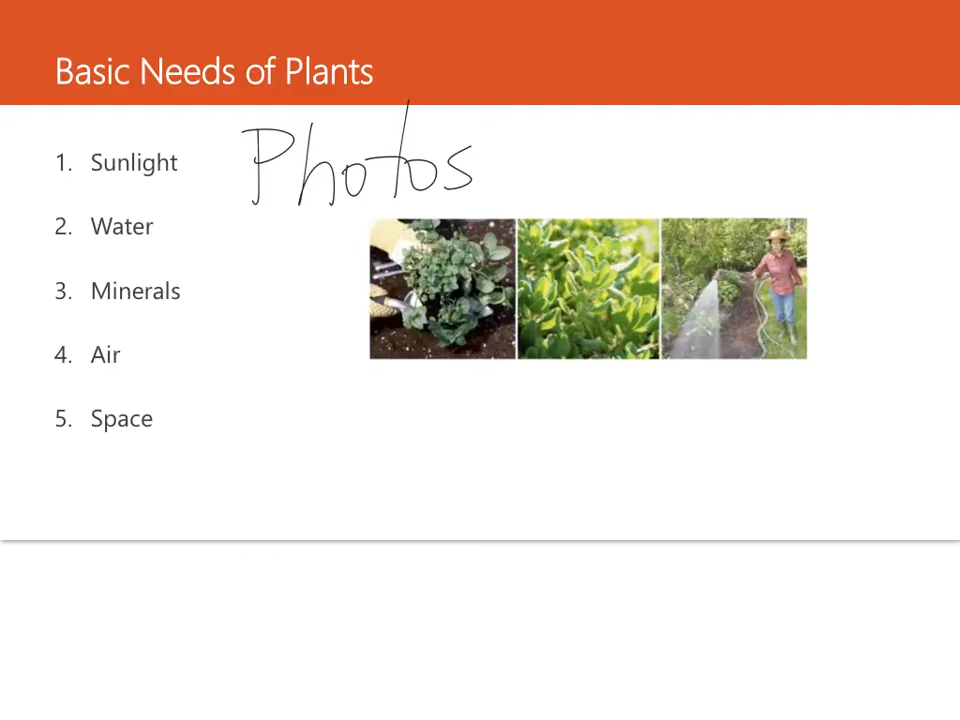 Basic Needs of Plants
1. Sunlight
Photos
2. Water
3. Minerals
4. Air
5. Space